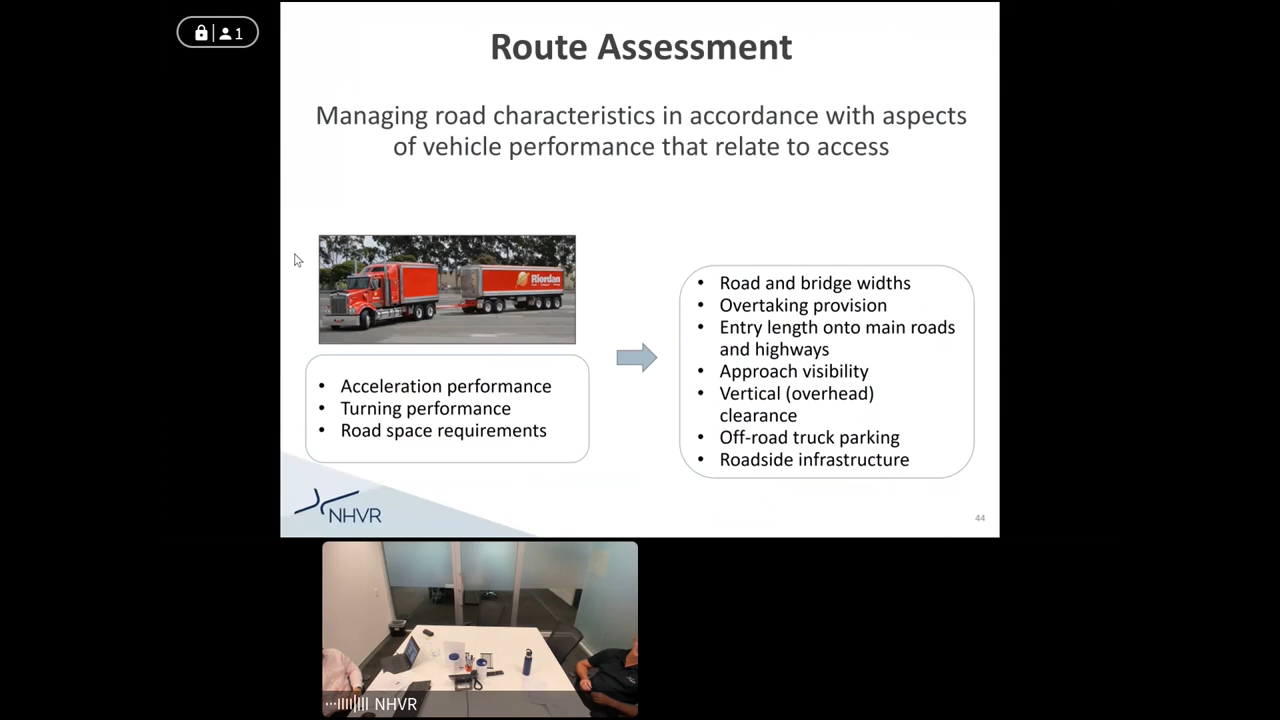 1
Route Assessment
Managing road characteristics in accordance with aspects
of vehicle performance that relate to access
Riordan
• Acceleration performance
• Turning performance
• Road space requirements
• Road and bridge widths
• Overtaking provision
• Entry length onto main roads
and highways
• Approach visibility
• Vertical (overhead)
clearance
• Off-road truck parking
• Roadside infrastructure
NHVR
44
NHVR